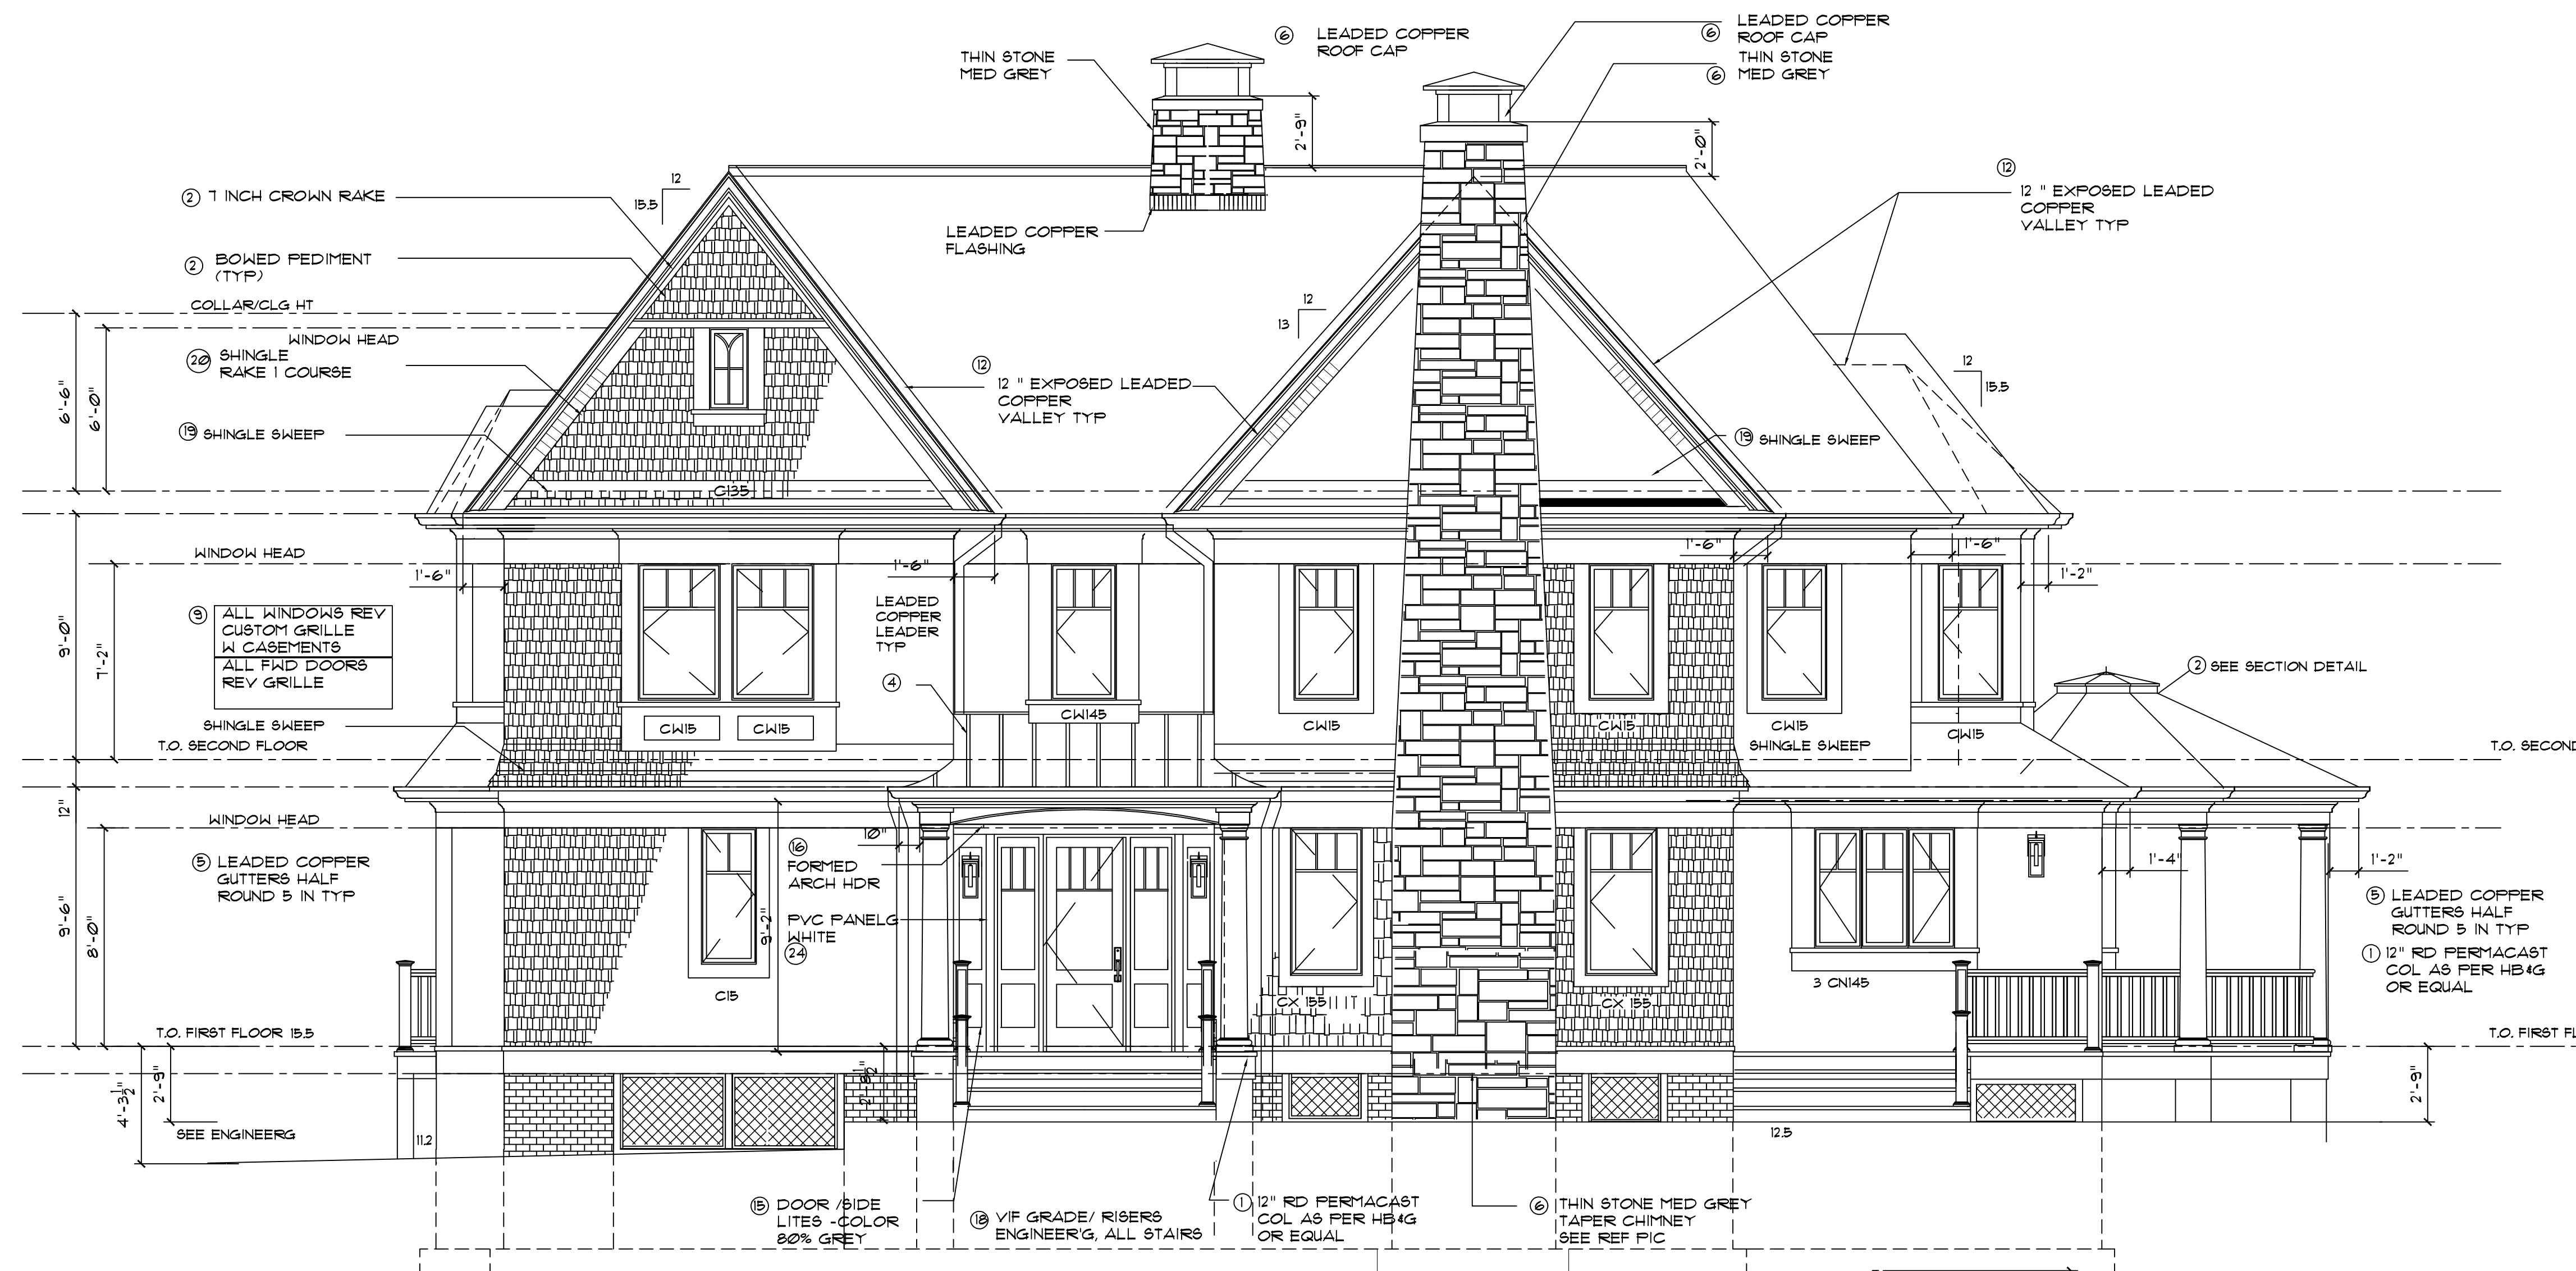 6 LEADED COPPER
ROOF CAP
LEADED COPPER
6 ROOF CAP
THIN STONE
6 MED GREY
THIN STONE
MED GREY
2'-9"
2'-0"
12
12 " EXPOSED LEADED
COPPER
VALLEY TYP
2 7 INCH CROWN RAKE
12
15.5
LEADED COPPER
FLASHING
2 BOWED PEDIMENT
(TYP)
COLLAR/CLG HT
WINDOW HEAD
20 SHINGLE
RAKE 1 COURSE
12
13
12
15.5
12
12 " EXPOSED LEADED
COPPER
VALLEY TYP
6'-6"
6'-0"
19 SHINGLE SWEEP
19 SHINGLE SWEEP
C135
WINDOW HEAD
1'-6"
1'-6"
1'-6"
1'-6"
1'-2"
9 ALL WINDOWS REV
CUSTOM GRILLE
W CASEMENTS
ALL FWD DOORS
REV GRILLE
LEADED
COPPER
LEADER
TYP
4
9'-0"
7'-2"
2 SEE SECTION DETAIL
CW15
CW15
CW145
CW15
CW15
CW15
CW15
SHINGLE SWEEP
SHINGLE SWEEP
T.O. SECOND FLOOR
T.O. SECOND
12"
WINDOW HEAD
10"
5 LEADED COPPER
GUTTERS HALF
ROUND 5 IN TYP
16
FORMED
ARCH HDR
1'-4"
1'-2"
9'-6"
8'-0"
9'-2"
PVC PANELG
WHITE
24
5 LEADED COPPER
GUTTERS HALF
ROUND 5 IN TYP
1 12" RD PERMACAST
COL AS PER HB&G
OR EQUAL
C15
CX 155
CX 155
3 CN145
T.O. FIRST FLOOR 15.5
T.O. FIRST FL
4'-3 1/2"
2'-9"
2'-9"
SEE ENGINEERG
11.2
12.5
15 DOOR /SIDE
LITES -COLOR
80% GREY
18 VIF GRADE/ RISERS
ENGINEER'G, ALL STAIRS
1 12" RD PERMACAST
COL AS PER HB&G
OR EQUAL
6 THIN STONE MED GREY
TAPER CHIMNEY
SEE REF PIC